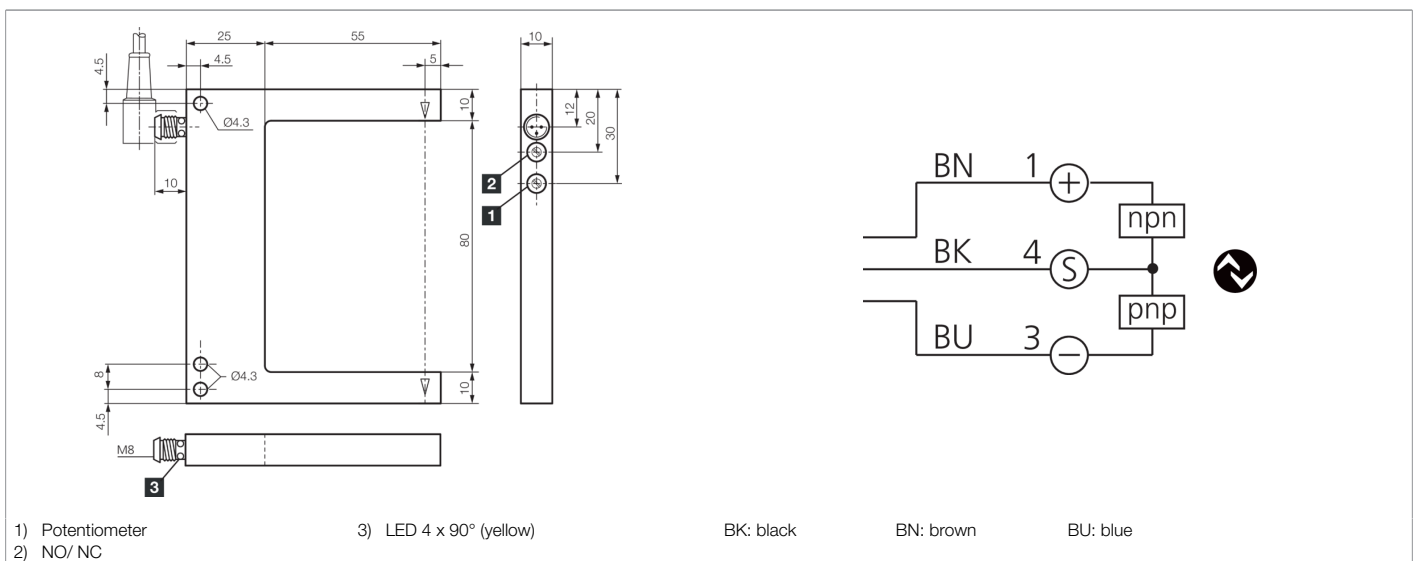 25
55
10
4.5
4.5
5
Ø4.3
10
12
20
30
10
2
1
80
8
Ø4.3
10
4.5
M8
3
BN 1 +
npn
BK 4 S
pnp
BU 3 −
1) Potentiometer
3) LED 4 x 90° (yellow)
BK: black
BN: brown
BU: blue
2) NO/ NC